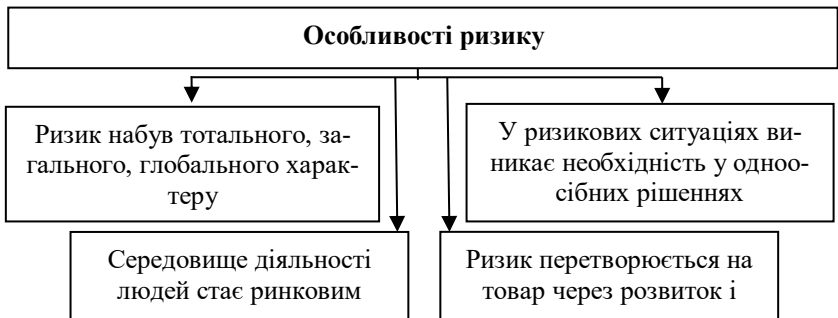 Особливості ризику
Ризик набув тотального, за-
гального, глобального харак-
теру
У ризикових ситуаціях ви-
никає необхідність у одноо-
сібних рішеннях
Середовище діяльності
людей стає ринковим
Ризик перетворюється на
товар через розвиток і